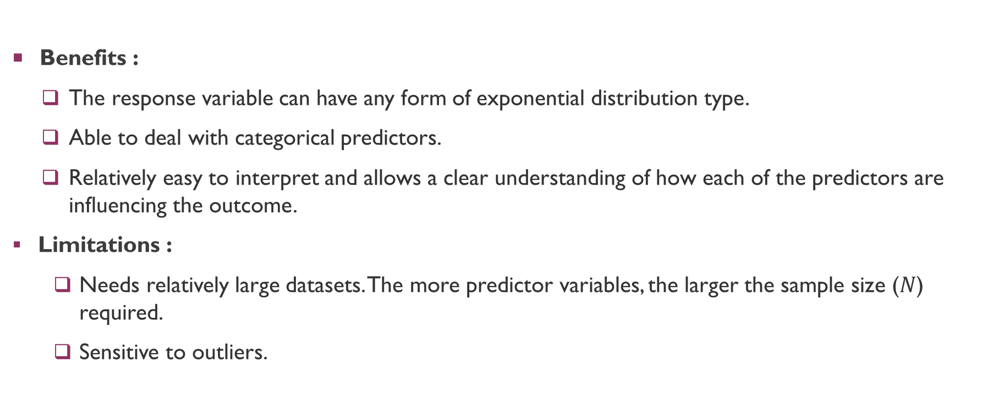 Benefits :
The response variable can have any form of exponential distribution type.
Able to deal with categorical predictors.
Relatively easy to interpret and allows a clear understanding of how each of the predictors are
influencing the outcome.
Limitations :
Needs relatively large datasets. The more predictor variables, the larger the sample size (N)
required.
Sensitive to outliers.